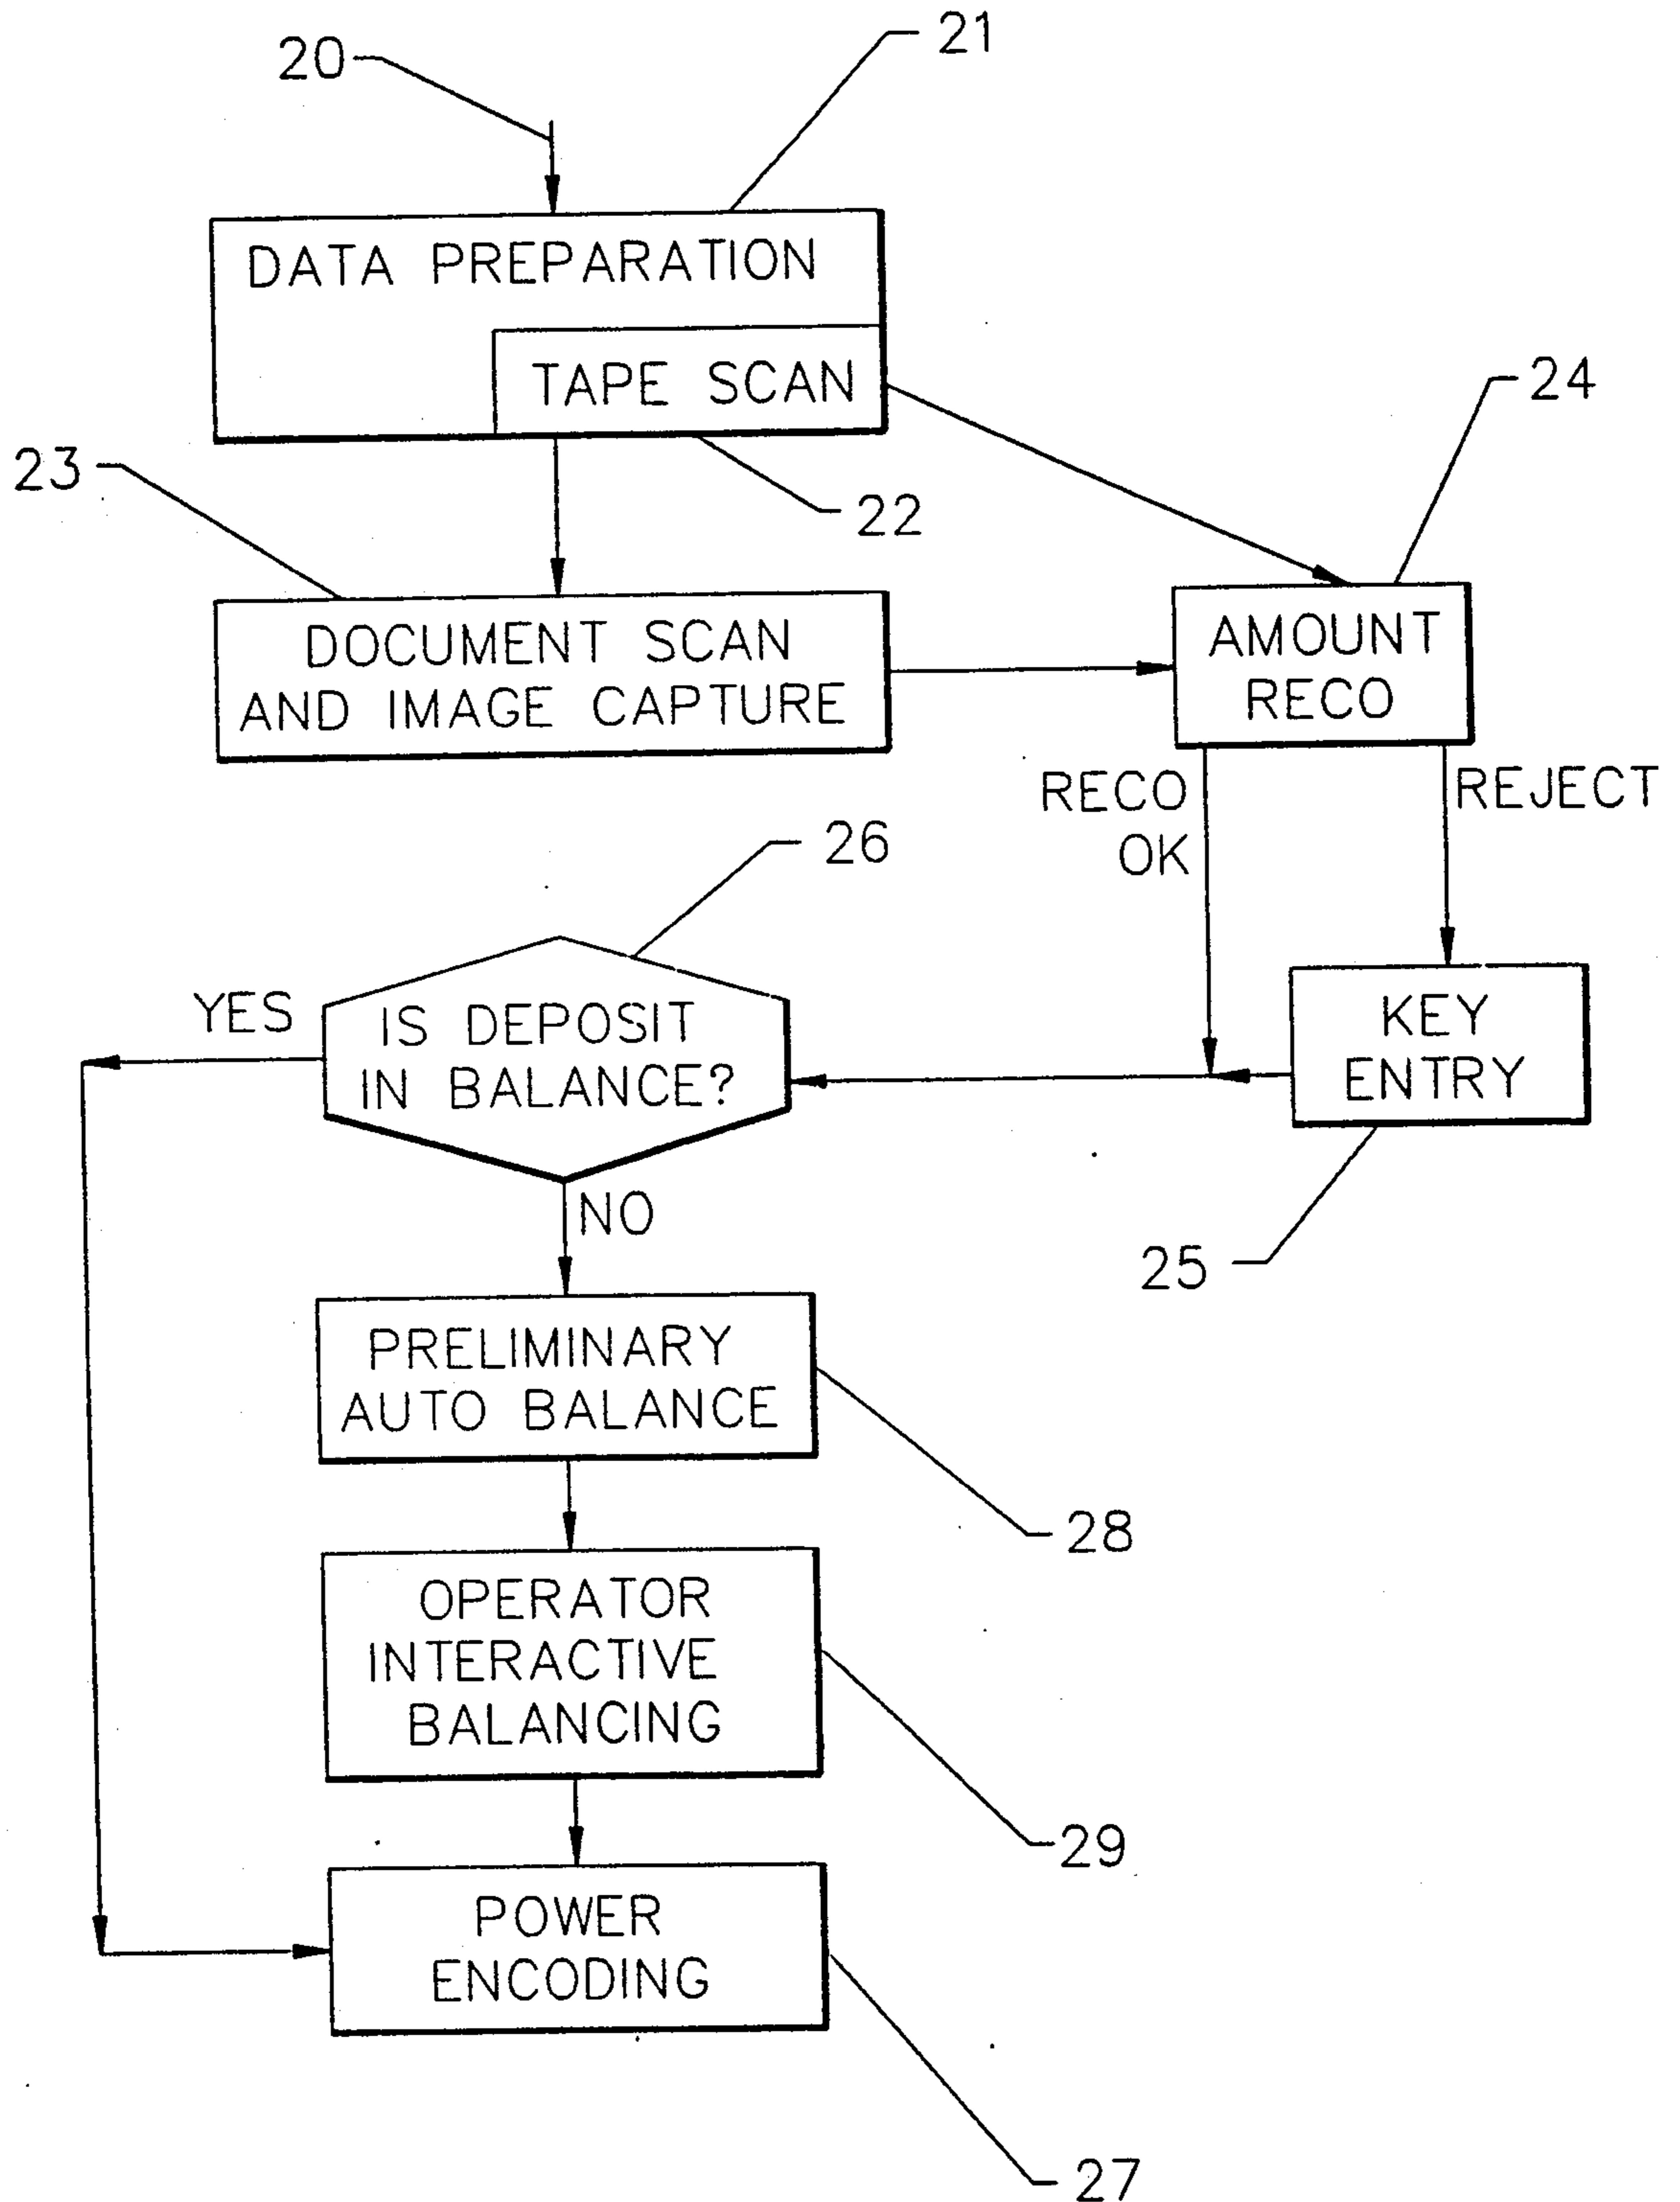 20
21
DATA PREPARATION
TAPE SCAN
22
23
DOCUMENT SCAN
AND IMAGE CAPTURE
24
AMOUNT
RECO
RECO
OK
REJECT
26
YES
IS DEPOSIT
IN BALANCE?
KEY
ENTRY
25
NO
PRELIMINARY
AUTO BALANCE
28
OPERATOR
INTERACTIVE
BALANCING
29
POWER
ENCODING
27